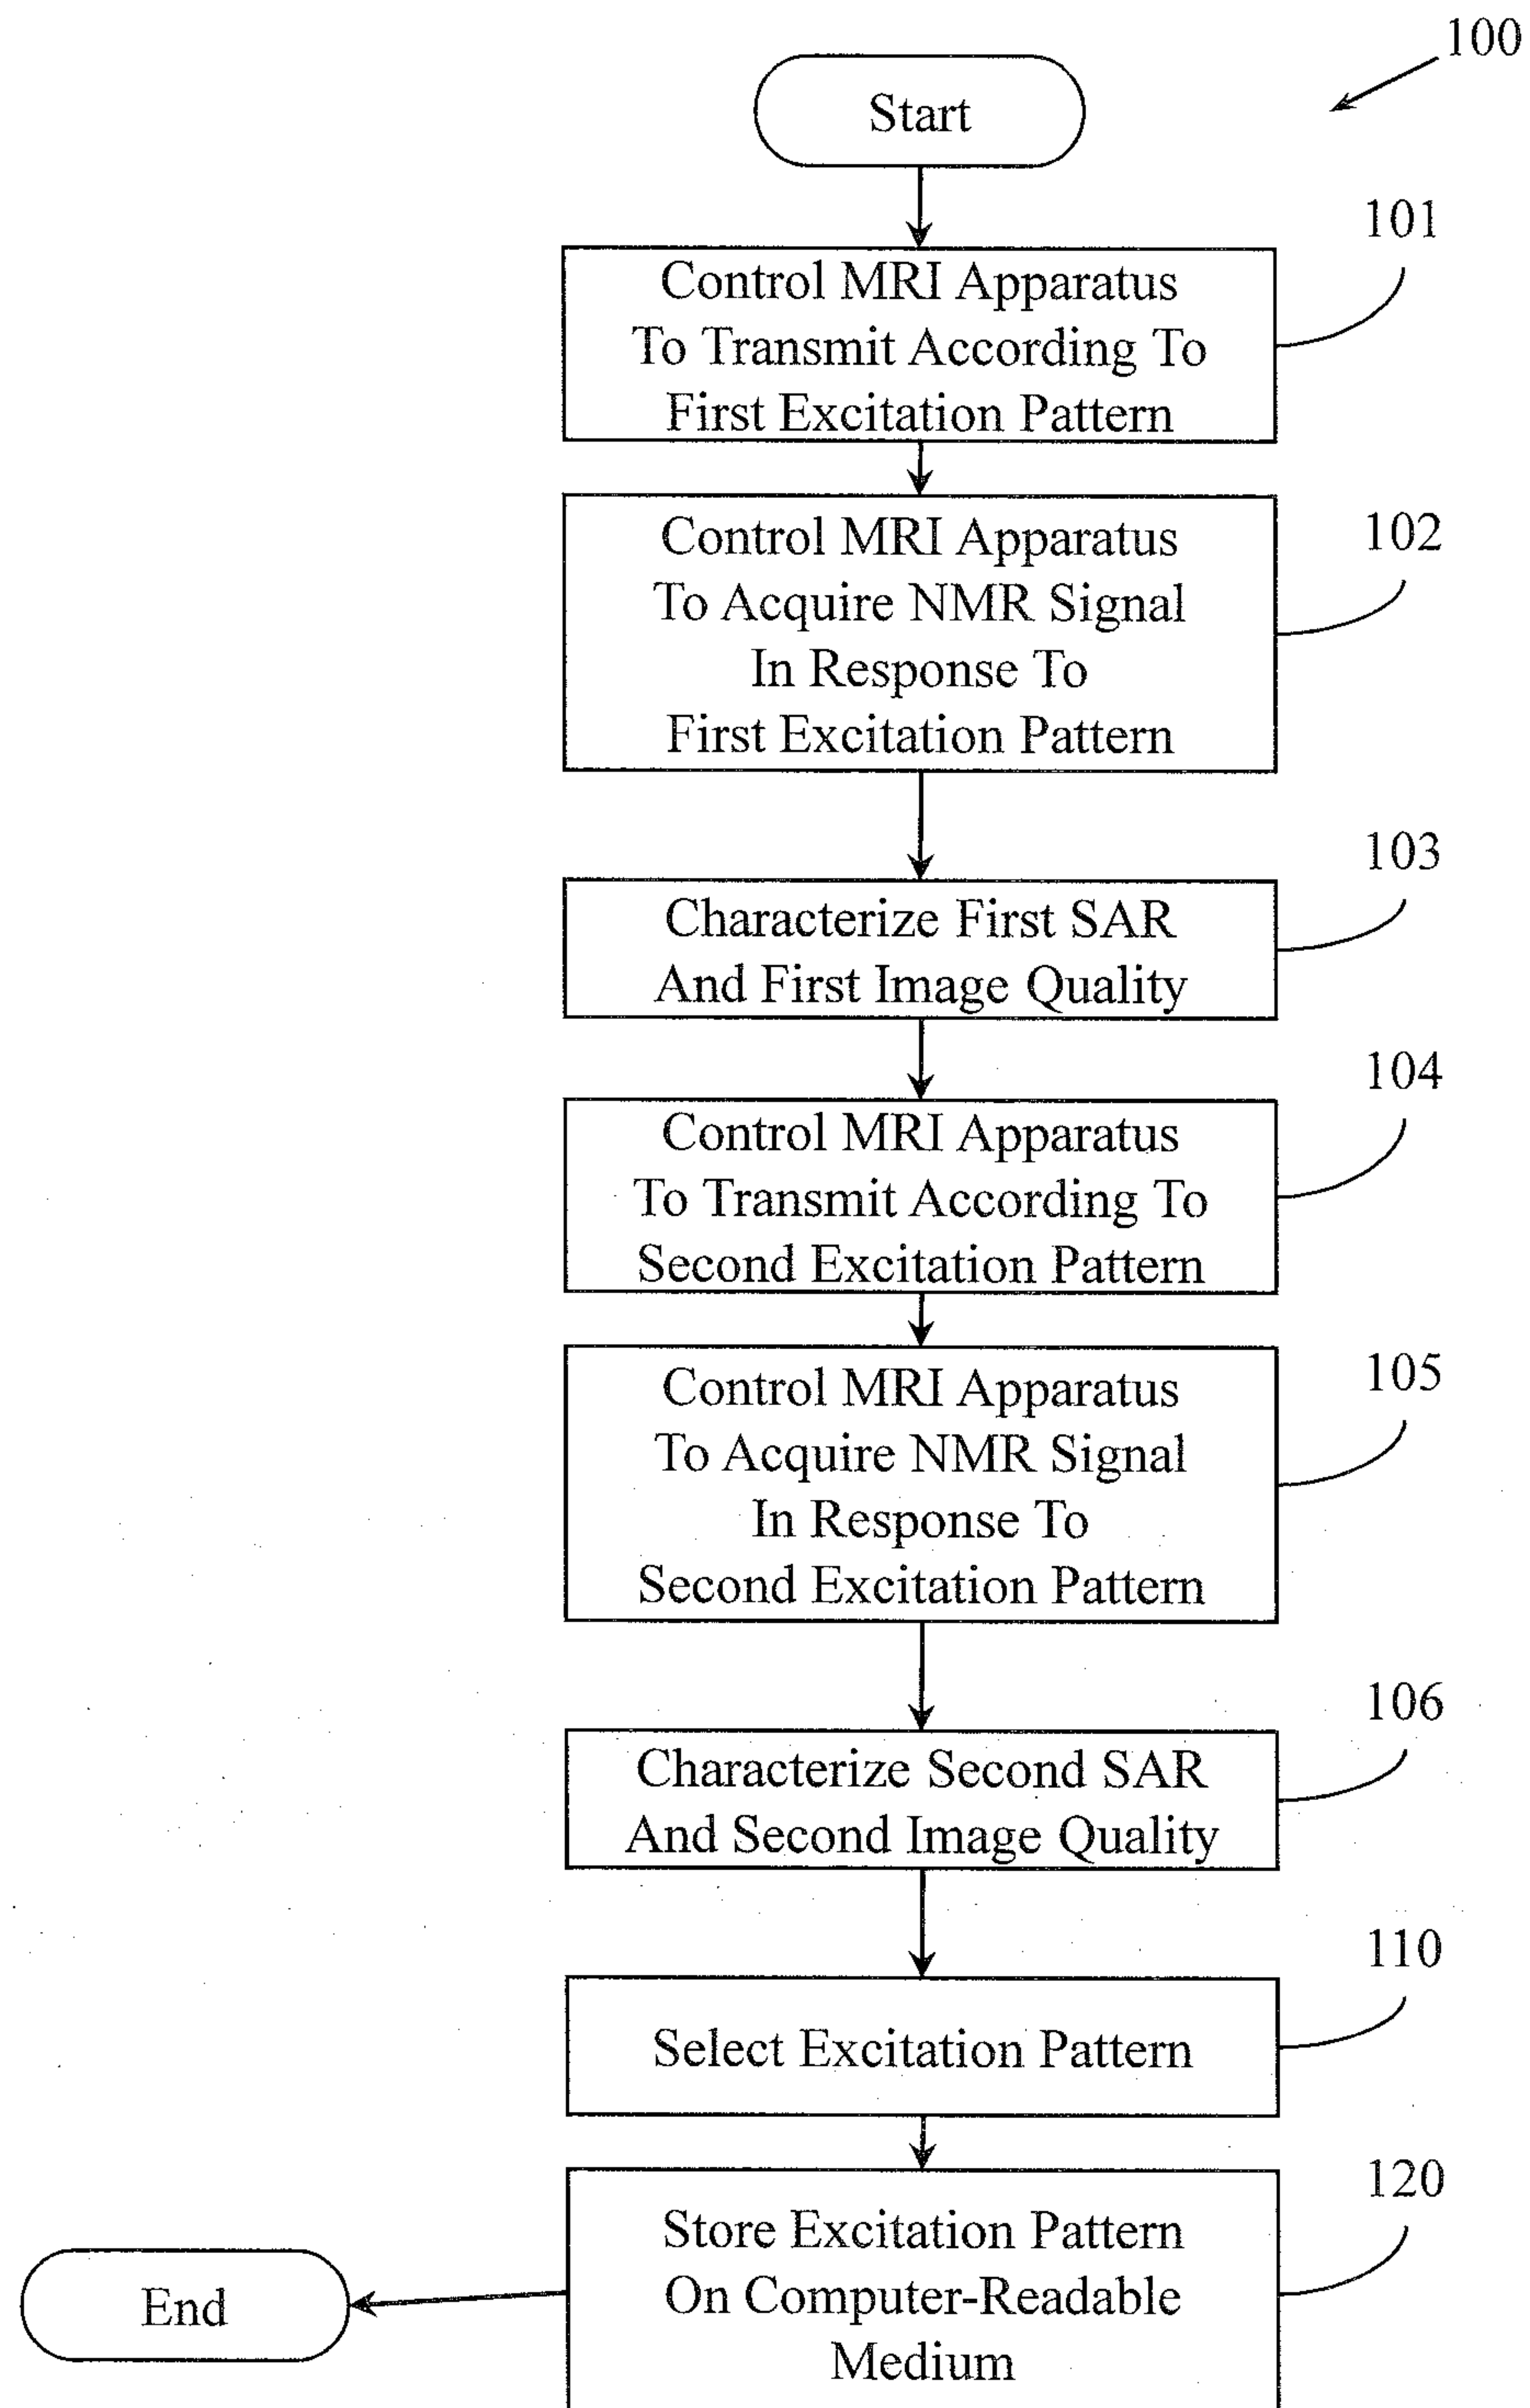 100
Start
101
Control MRI Apparatus
To Transmit According To
First Excitation Pattern
102
Control MRI Apparatus
To Acquire NMR Signal
In Response To
First Excitation Pattern
103
Characterize First SAR
And First Image Quality
104
Control MRI Apparatus
To Transmit According To
Second Excitation Pattern
105
Control MRI Apparatus
To Acquire NMR Signal
In Response To
Second Excitation Pattern
106
Characterize Second SAR
And Second Image Quality
110
Select Excitation Pattern
120
Store Excitation Pattern
On Computer-Readable
Medium
End